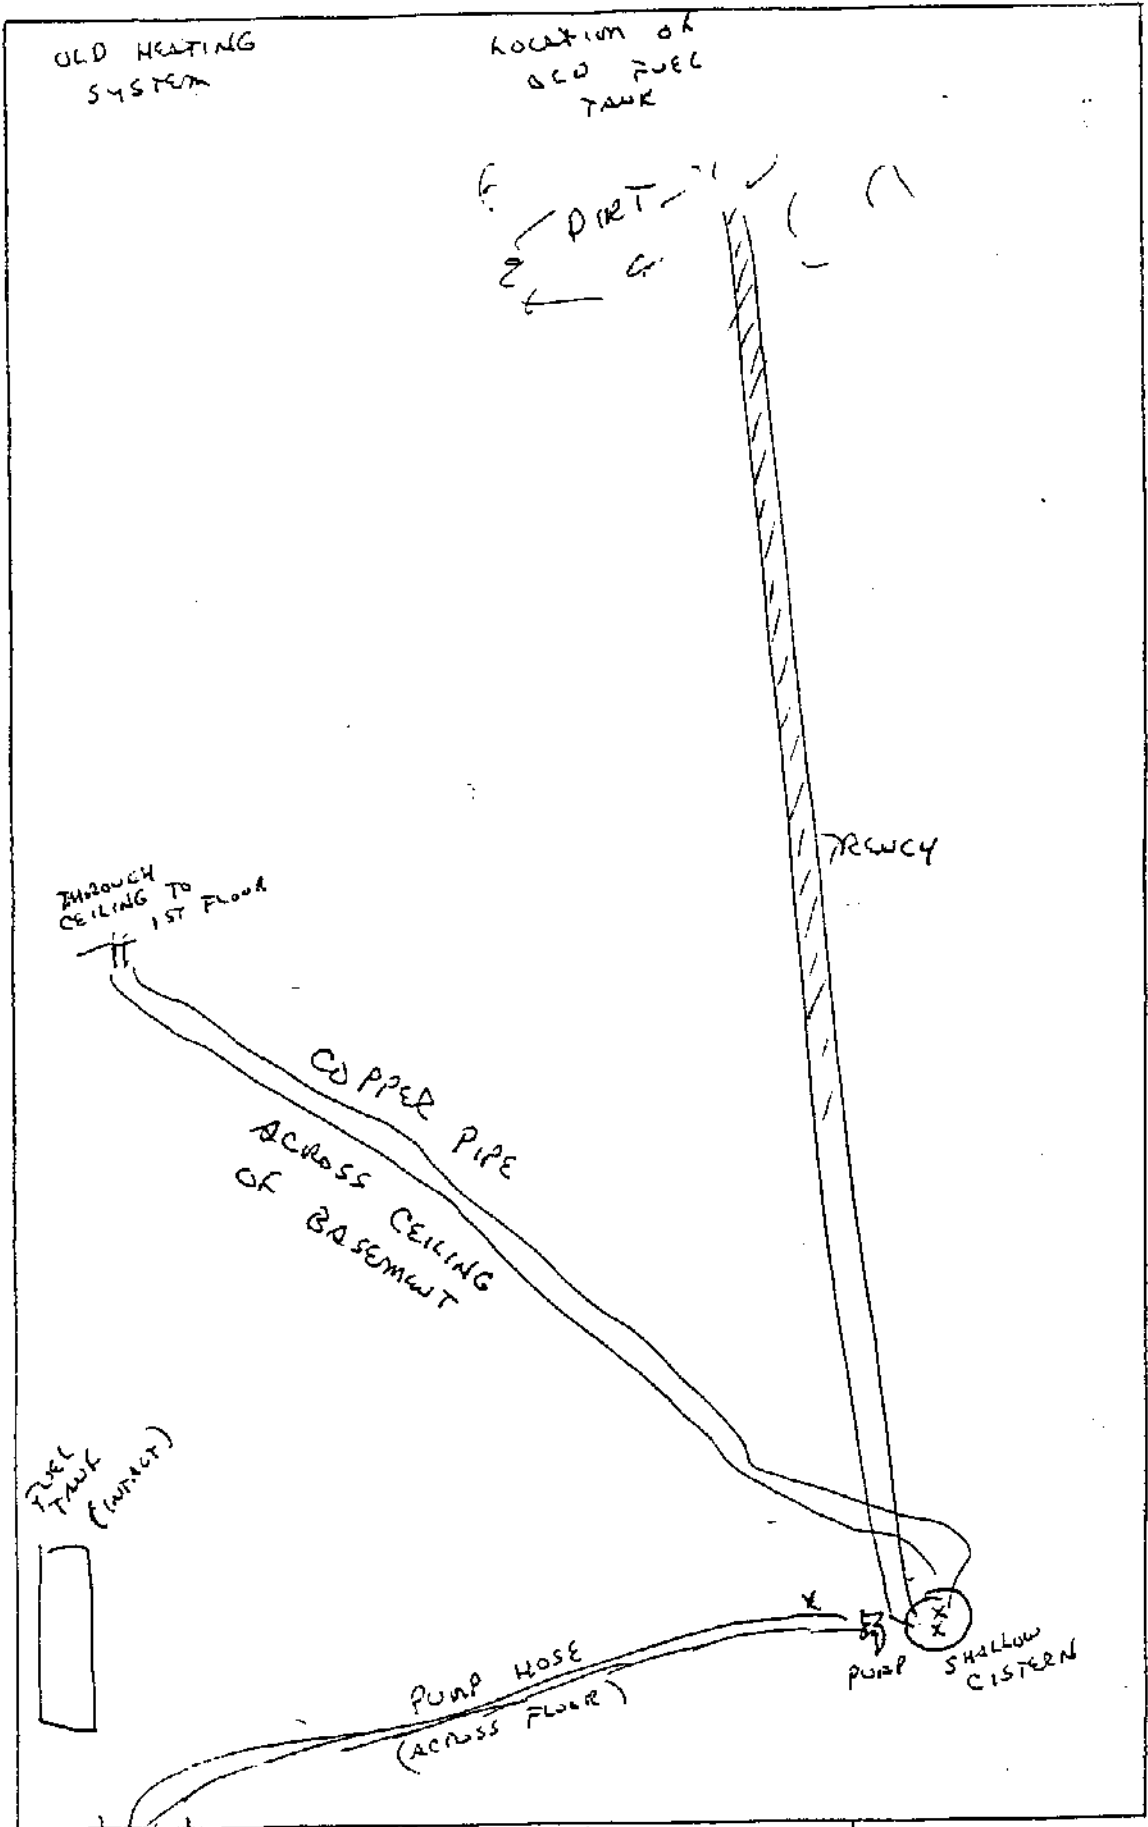 OLD HEATING
SYSTEM
LOCATION OF
OLD FUEL
TANK
DIRT
TRENCH
THROUGH
CEILING TO
1ST FLOOR
COPPER PIPE
ACROSS CEILING
OF BASEMENT
FUEL
TANK
(INTACT)
X
X
X
PUMP
SHALLOW
CISTERN
PUMP HOSE
(ACROSS FLOOR)